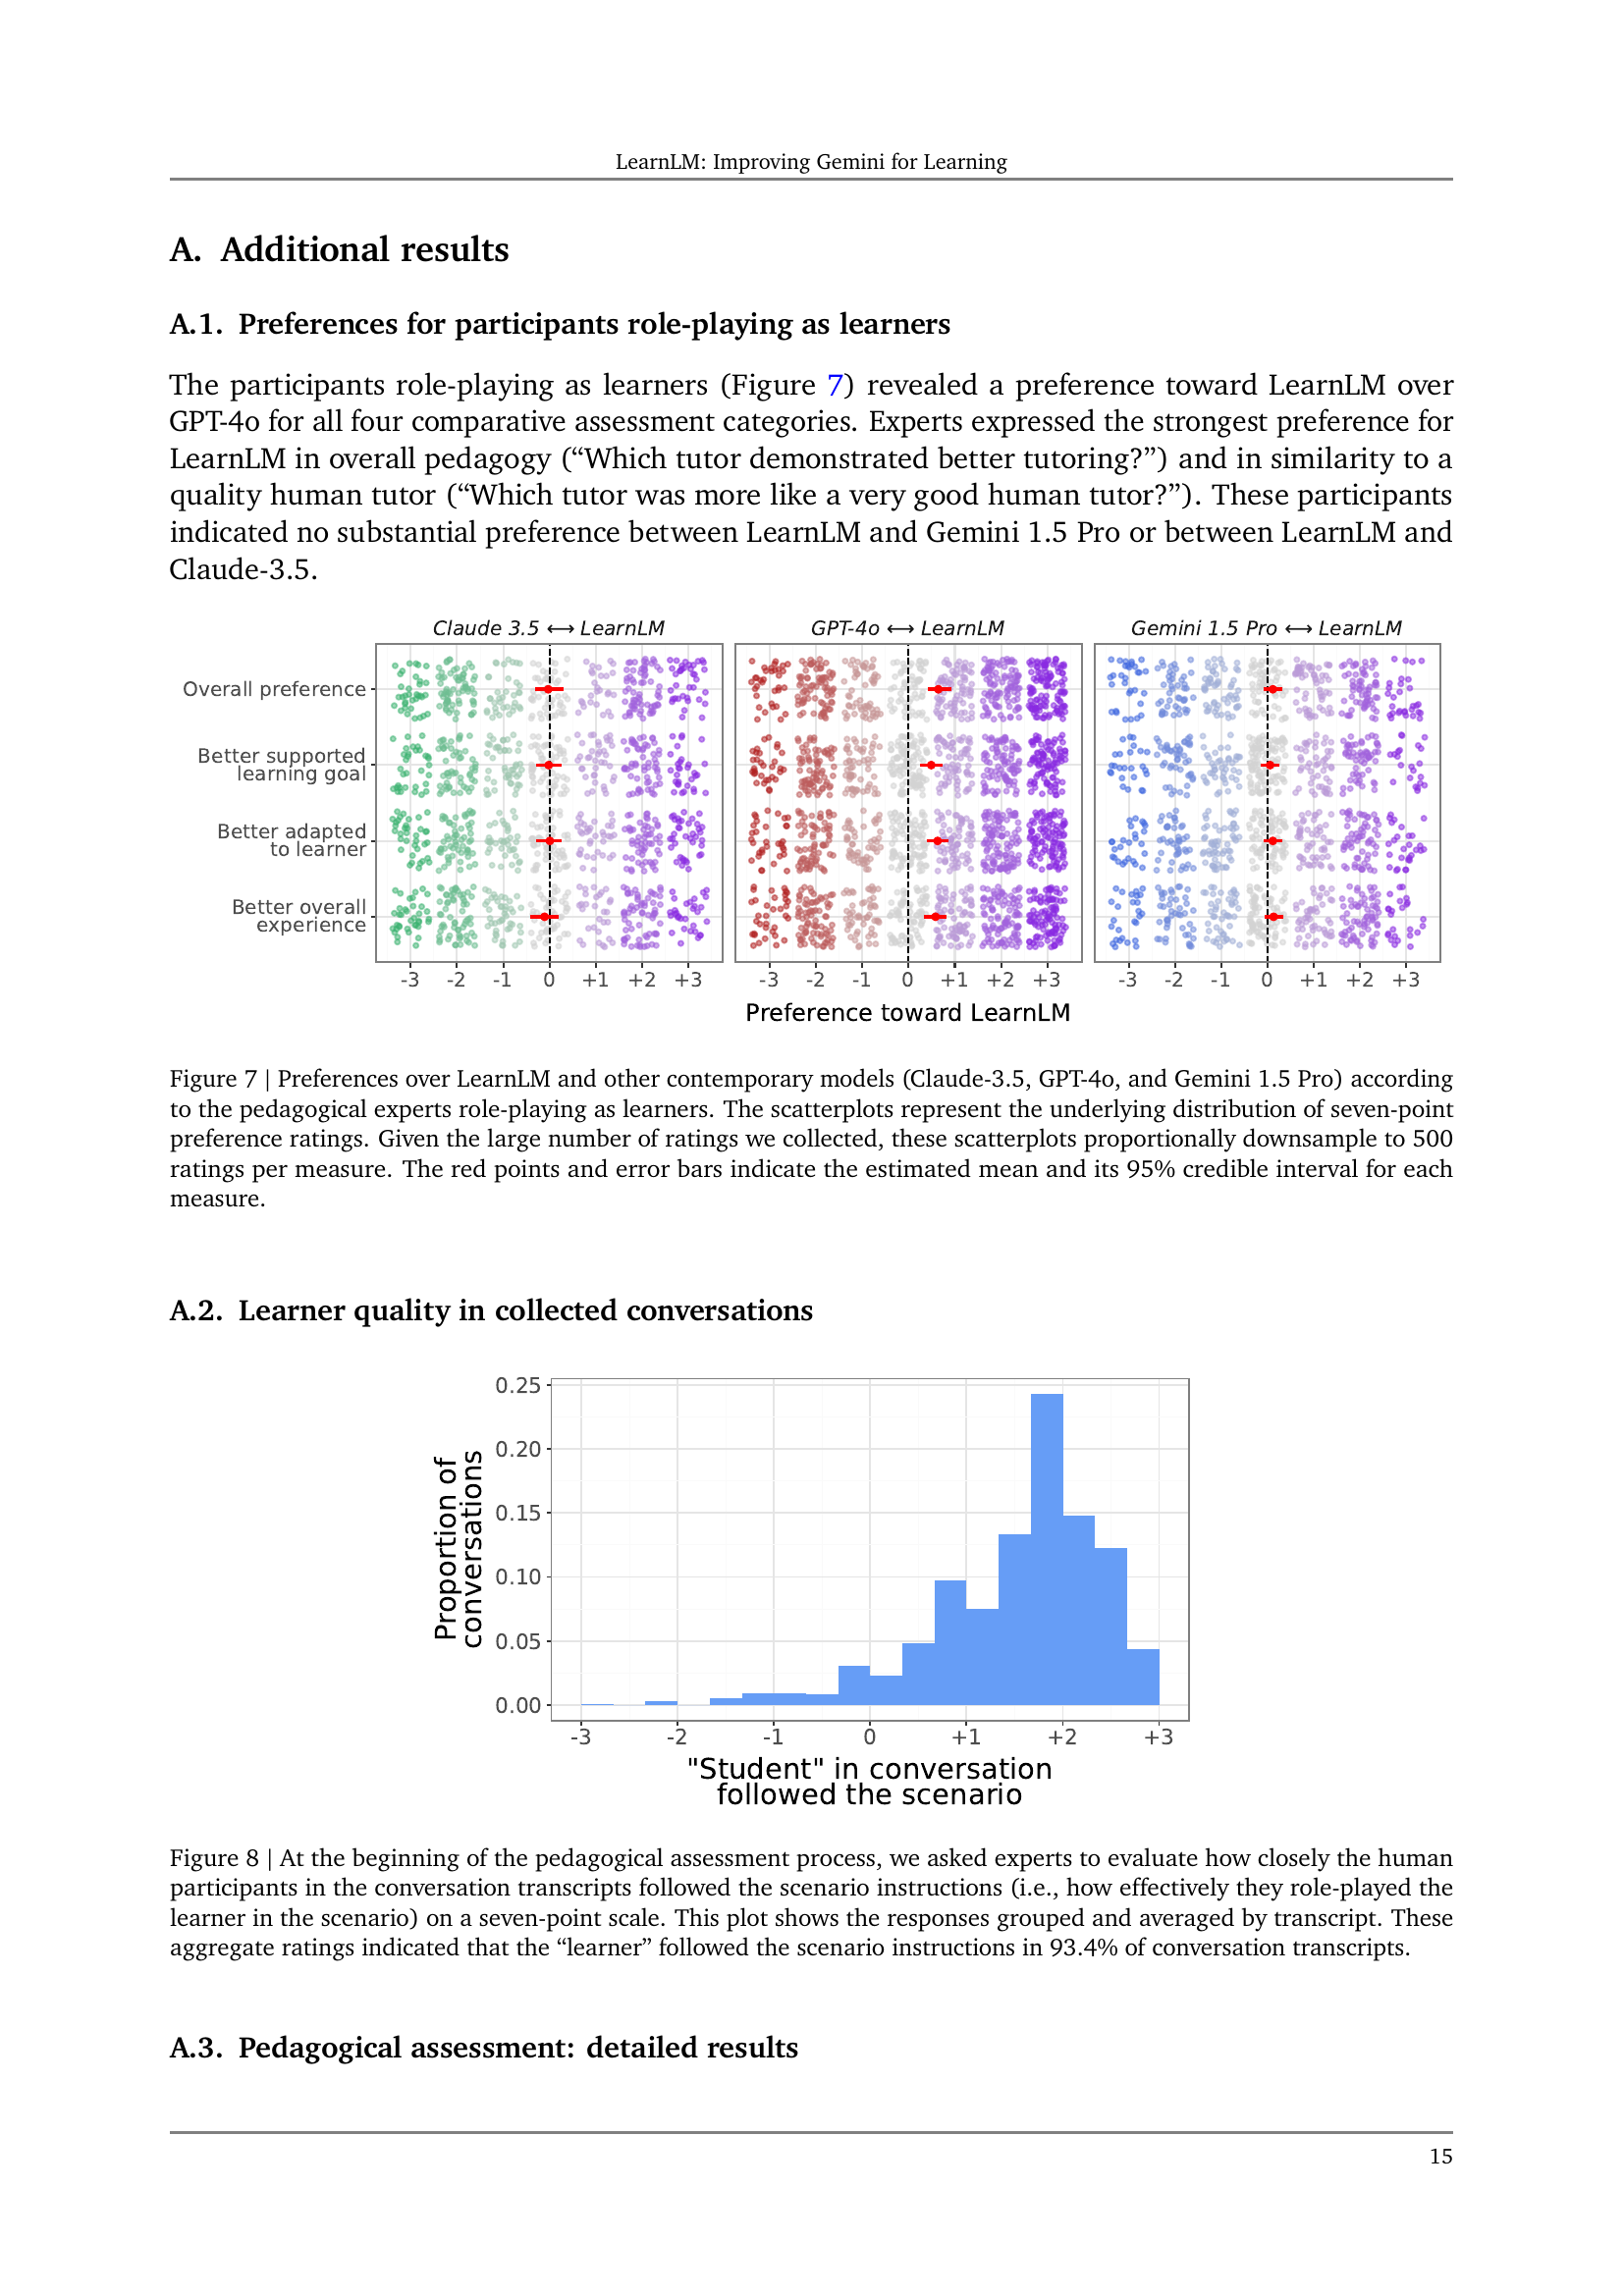 LearnLM: Improving Gemini for Learning
A. Additional results
A.1. Preferences for participants role-playing as learners
The participants role-playing as learners (Figure 7) revealed a preference toward LearnLM over
GPT-4o for all four comparative assessment categories. Experts expressed the strongest preference for
LearnLM in overall pedagogy (“Which tutor demonstrated better tutoring?”) and in similarity to a
quality human tutor (“Which tutor was more like a very good human tutor?”). These participants
indicated no substantial preference between LearnLM and Gemini 1.5 Pro or between LearnLM and
Claude-3.5.
Claude 3.5 ⟷ LearnLM
GPT-4o ⟷ LearnLM
Gemini 1.5 Pro ⟷ LearnLM
Overall preference
Better supported
learning goal
Better adapted
to learner
Better overall
experience
-3 -2 -1 0 +1 +2 +3
-3 -2 -1 0 +1 +2 +3
-3 -2 -1 0 +1 +2 +3
Preference toward LearnLM
Figure 7 | Preferences over LearnLM and other contemporary models (Claude-3.5, GPT-4o, and Gemini 1.5 Pro) according
to the pedagogical experts role-playing as learners. The scatterplots represent the underlying distribution of seven-point
preference ratings. Given the large number of ratings we collected, these scatterplots proportionally downsample to 500
ratings per measure. The red points and error bars indicate the estimated mean and its 95% credible interval for each
measure.
A.2. Learner quality in collected conversations
Proportion of
conversations
0.25
0.20
0.15
0.10
0.05
0.00
-3 -2 -1 0 +1 +2 +3
"Student" in conversation
followed the scenario
Figure 8 | At the beginning of the pedagogical assessment process, we asked experts to evaluate how closely the human
participants in the conversation transcripts followed the scenario instructions (i.e., how effectively they role-played the
learner in the scenario) on a seven-point scale. This plot shows the responses grouped and averaged by transcript. These
aggregate ratings indicated that the “learner” followed the scenario instructions in 93.4% of conversation transcripts.
A.3. Pedagogical assessment: detailed results
15